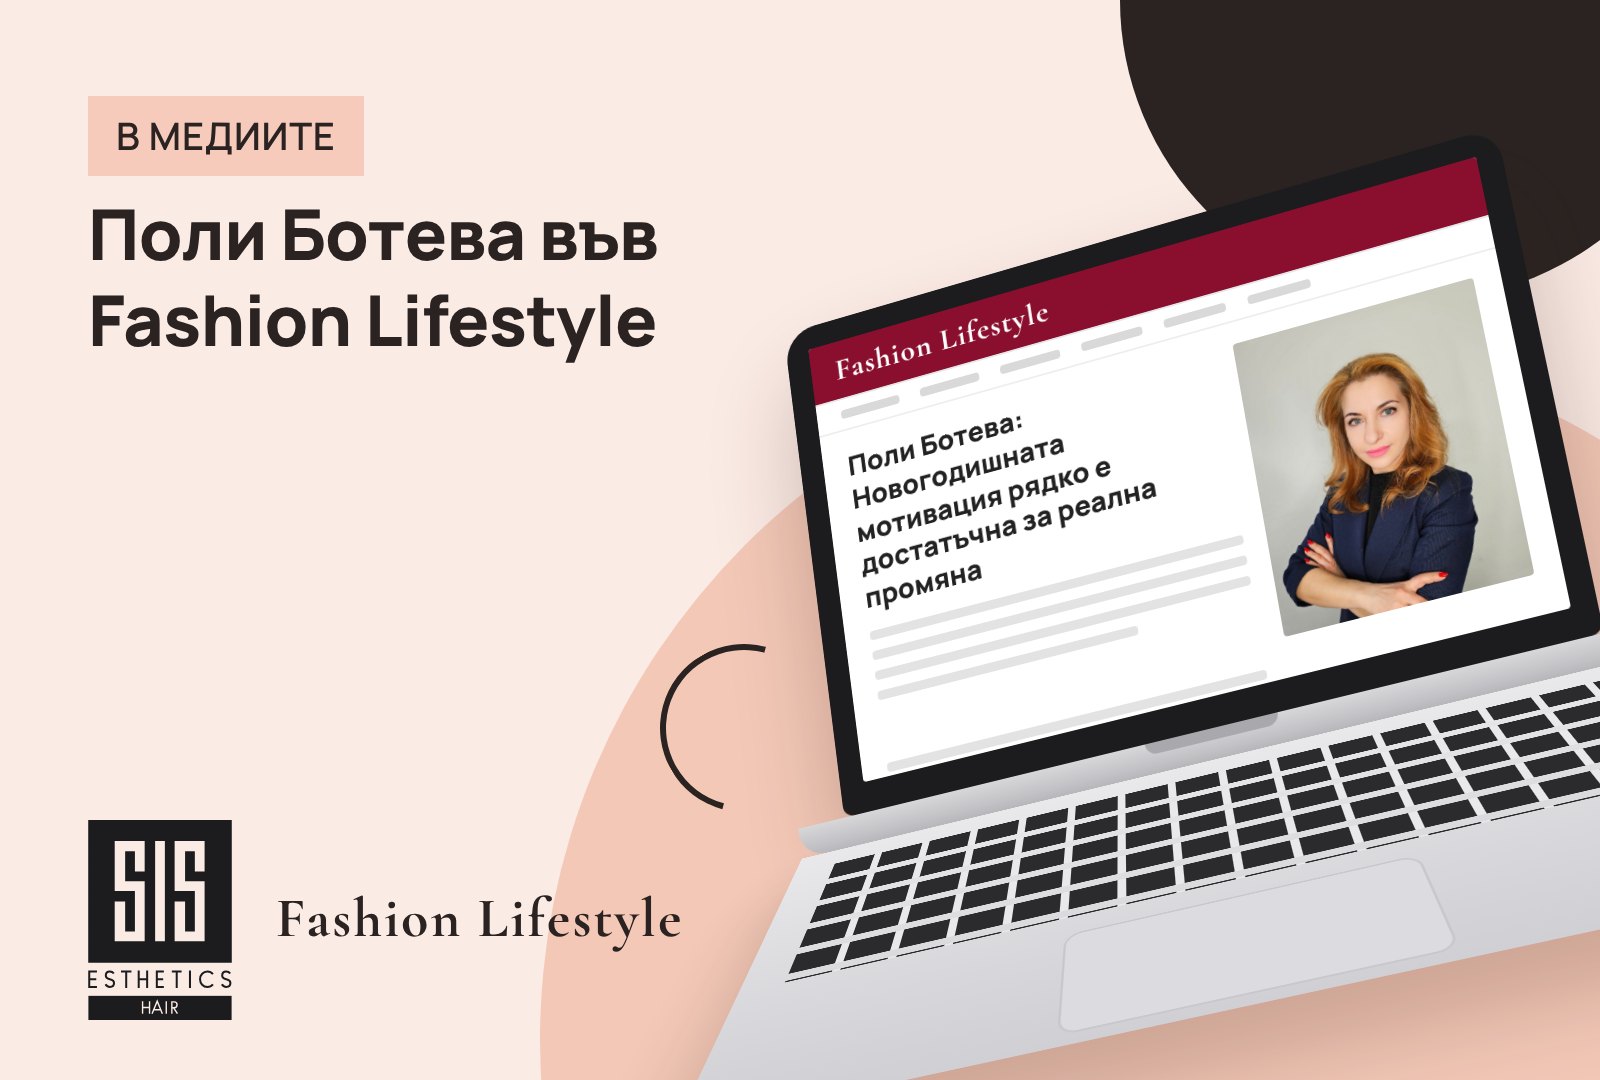 В МЕДИИТЕ
Поли Ботева във
Fashion Lifestyle
Fashion Lifestyle
Поли Ботева:
Новогодишната
мотивация рядко е
достатъчна за реална
промяна
SIS
ESTHETICS
HAIR
Fashion Lifestyle